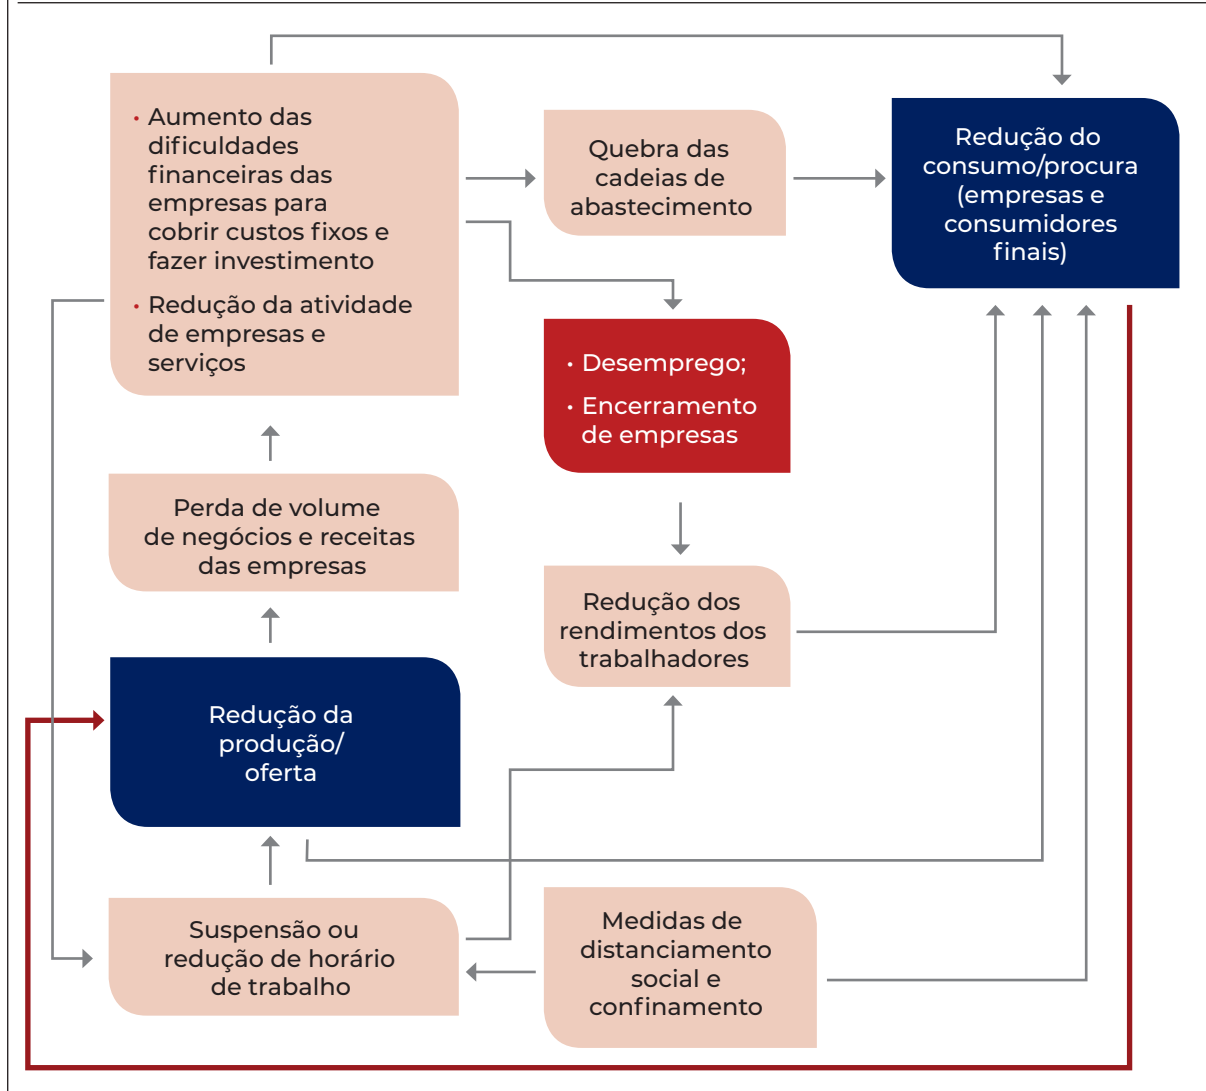 • Aumento das
dificuldades
financeiras das
empresas para
cobrir custos fixos e
fazer investimento
• Redução da atividade
de empresas e
serviços
Quebra das
cadeias de
abastecimento
Redução do
consumo/procura
(empresas e
consumidores
finais)
• Desemprego;
• Encerramento
de empresas
Perda de volume
de negócios e receitas
das empresas
Redução dos
rendimentos dos
trabalhadores
Redução da
produção/
oferta
Suspensão ou
redução de horário
de trabalho
Medidas de
distanciamento
social e
confinamento